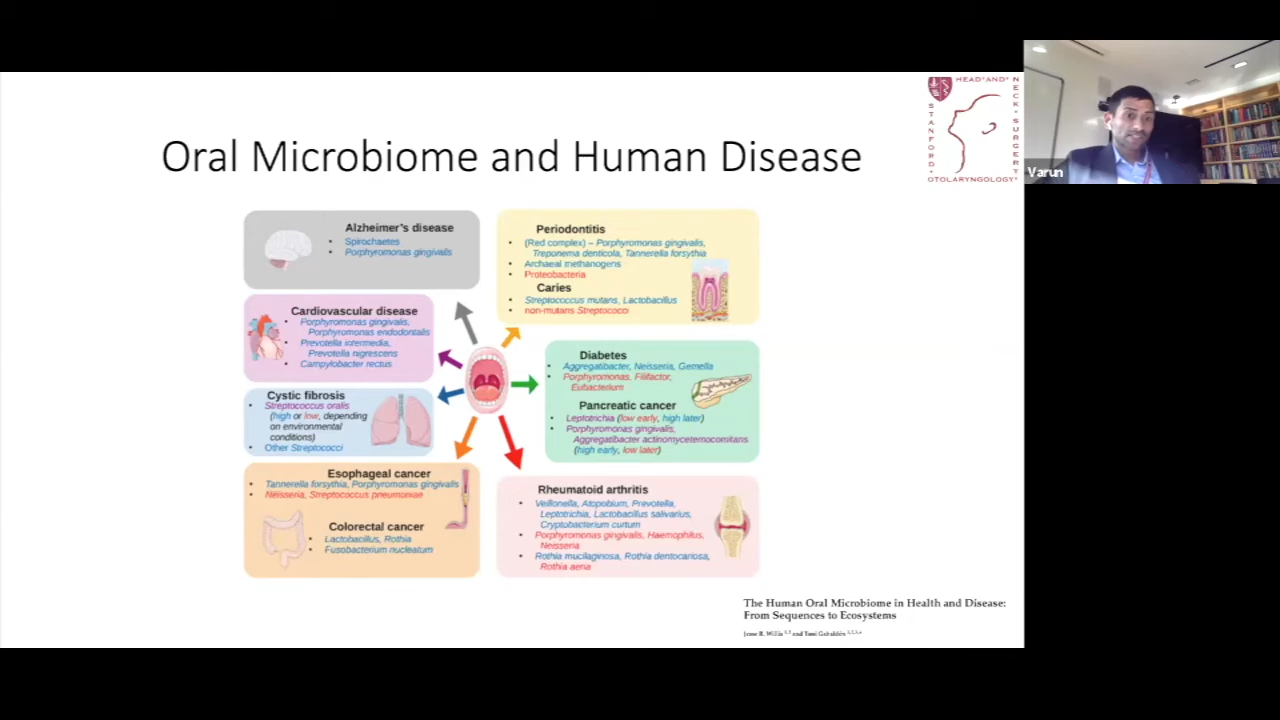 Oral Microbiome and Human Disease
HEAD AND NECK SURGERY
STANFORD
OTOLARYNGOLOGY
Varun
Alzheimer's disease
• Spirochaetes
• Porphyromonas gingivalis
Periodontitis
• (Red complex) – Porphyromonas gingivalis,
Treponema denticola, Tannerella forsythia
• Archaeal methanogens
• Proteobacteria
Caries
• Streptococcus mutans, Lactobacillus
• non-mutans Streptococci
Cardiovascular disease
• Porphyromonas gingivalis,
Porphyromonas endodontalis
• Prevotella intermedia,
Prevotella nigrescens
• Campylobacter rectus
Diabetes
• Aggregatibacter, Neisseria, Gemella
• Porphyromonas, Filifactor,
Eubacterium
Pancreatic cancer
• Leptotrichia (low early, high later)
• Porphyromonas gingivalis,
Aggregatibacter actinomycetemcomitans
(high early, low later)
Cystic fibrosis
• Streptococcus oralis
(high or low, depending
on environmental
conditions)
• Other Streptococci
Esophageal cancer
• Tannerella forsythia, Porphyromonas gingivalis
• Neisseria, Streptococcus pneumoniae
Colorectal cancer
• Lactobacillus, Rothia
• Fusobacterium nucleatum
Rheumatoid arthritis
• Veillonella, Atopobium, Prevotella,
Leptotrichia, Lactobacillus salivarius,
Cryptobacterium curtum
• Porphyromonas gingivalis, Haemophilus,
Neisseria
• Rothia mucilaginosa, Rothia dentocariosa,
Rothia aeria
The Human Oral Microbiome in Health and Disease:
From Sequences to Ecosystems
Jesse R. Willis and Toni Gabaldón